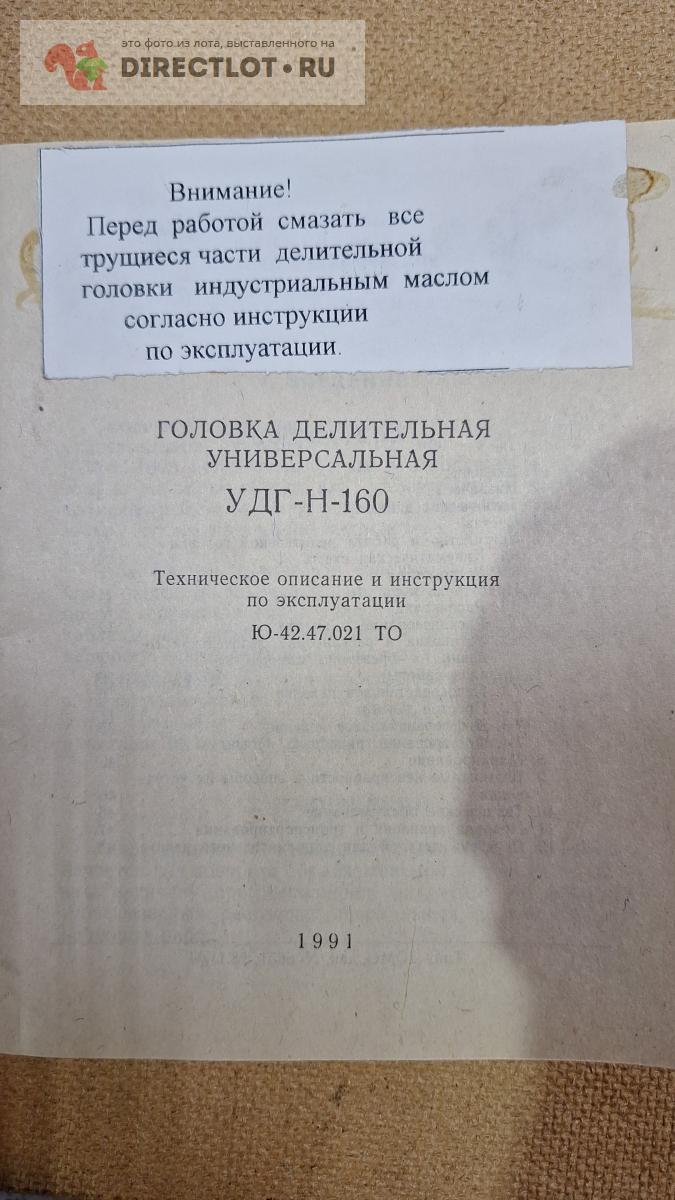 это фото из лота, выставленного на
DIRECTLOT.RU
Внимание!
Перед работой смазать все
трущиеся части делительной
головки индустриальным маслом
согласно инструкции
по эксплуатации.
ГОЛОВКА ДЕЛИТЕЛЬНАЯ
УНИВЕРСАЛЬНАЯ
УДГ-Н-160
Техническое описание и инструкция
по эксплуатации
Ю-42.47.021 ТО
1991